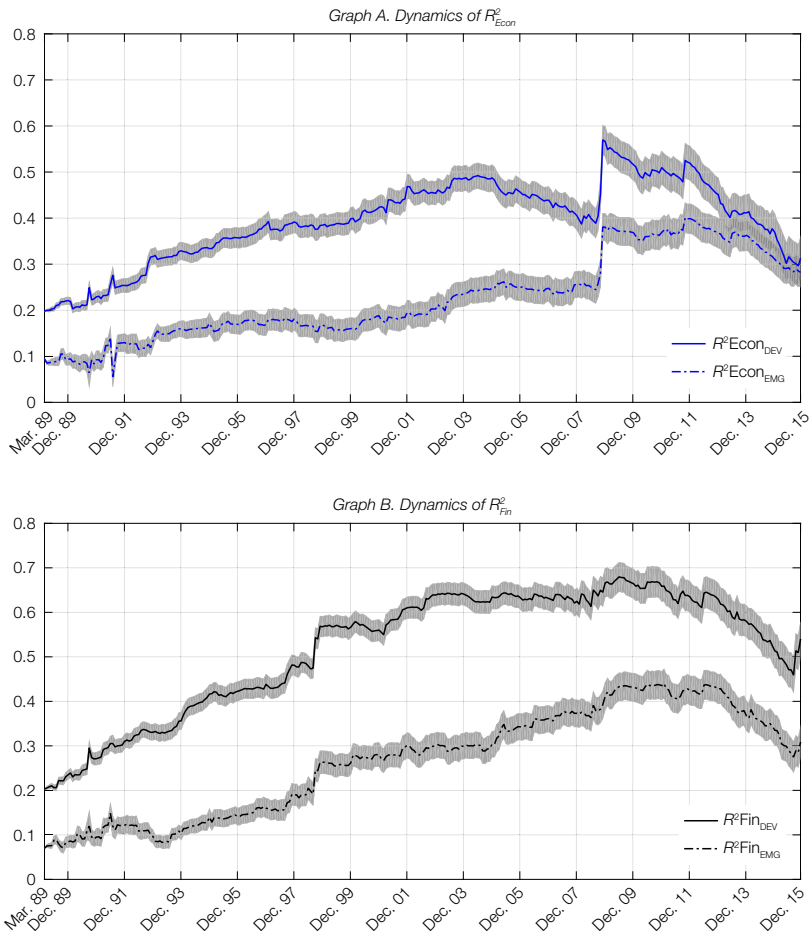 Graph A. Dynamics of R²Econ
0.8
0.7
0.6
0.5
0.4
0.3
0.2
0.1
0
R²EconDEV
R²EconEMG
Mar. 89
Dec. 89
Dec. 91
Dec. 93
Dec. 95
Dec. 97
Dec. 99
Dec. 01
Dec. 03
Dec. 05
Dec. 07
Dec. 09
Dec. 11
Dec. 13
Dec. 15
Graph B. Dynamics of R²Fin
0.8
0.7
0.6
0.5
0.4
0.3
0.2
0.1
0
R²FinDEV
R²FinEMG
Mar. 89
Dec. 89
Dec. 91
Dec. 93
Dec. 95
Dec. 97
Dec. 99
Dec. 01
Dec. 03
Dec. 05
Dec. 07
Dec. 09
Dec. 11
Dec. 13
Dec. 15